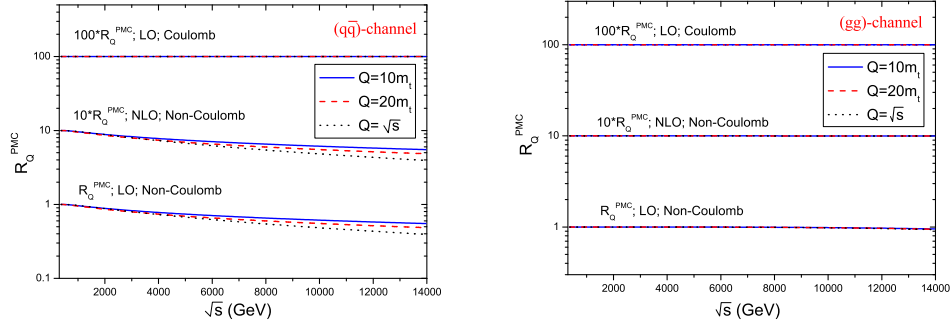 (qq̅)-channel
100*R_Q^PMC; LO; Coulomb
100
Q=10m_t
Q=20m_t
Q=√s
10*R_Q^PMC; NLO; Non-Coulomb
10
R_Q^PMC
R_Q^PMC; LO; Non-Coulomb
1
0.1
2000 4000 6000 8000 10000 12000 14000
√s (GeV)
(gg)-channel
100*R_Q^PMC; LO; Coulomb
100
Q=10m_t
Q=20m_t
Q=√s
10*R_Q^PMC; NLO; Non-Coulomb
10
R_Q^PMC
R_Q^PMC; LO; Non-Coulomb
1
2000 4000 6000 8000 10000 12000 14000
√s (GeV)